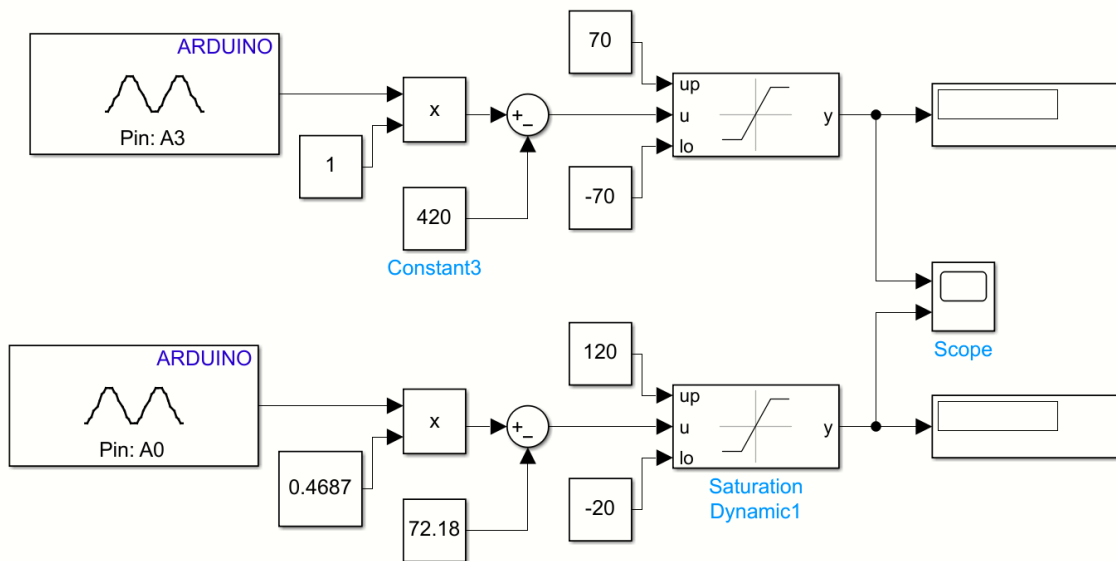 ARDUINO
Pin: A3
1
x
+
-
420
Constant3
70
-70
up
u
lo
y
Scope
ARDUINO
Pin: A0
0.4687
x
+
-
72.18
120
-20
up
u
lo
y
Saturation
Dynamic1